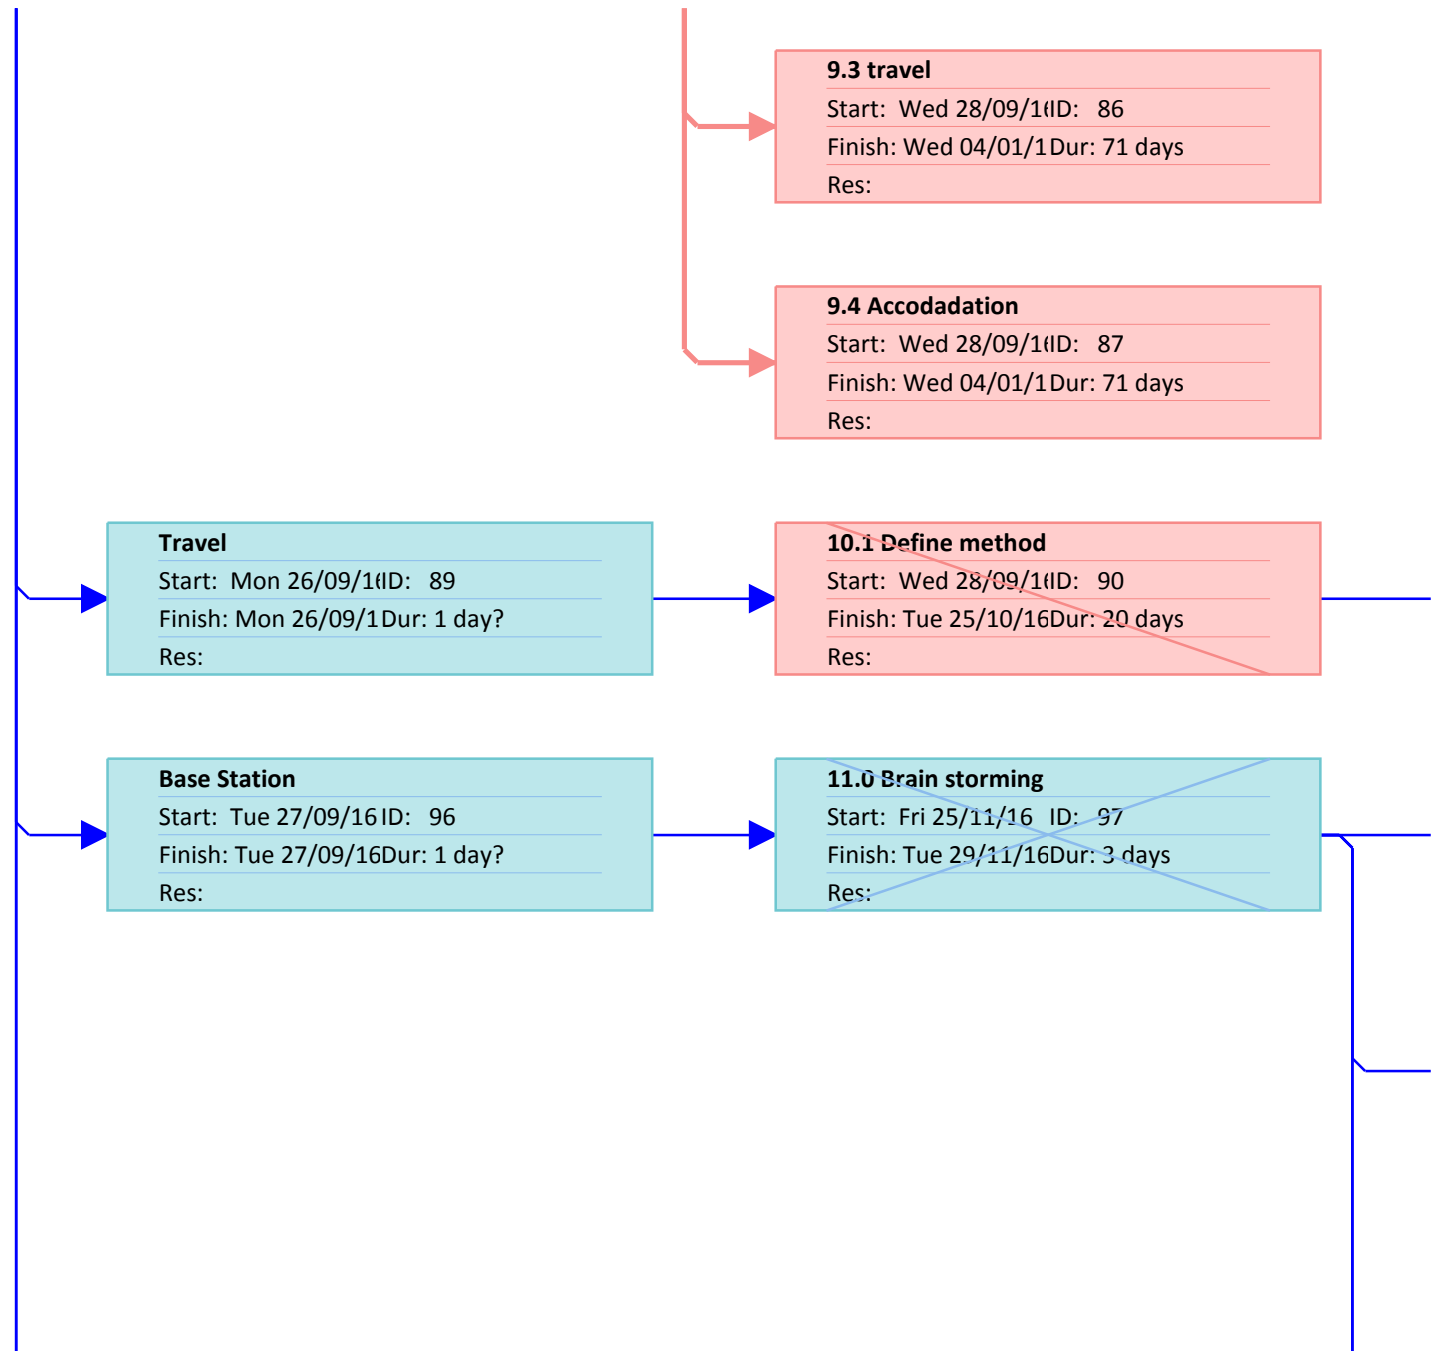 9.3 travel
Start: Wed 28/09/1 ID: 86
Finish: Wed 04/01/1 Dur: 71 days
Res:
9.4 Accodadation
Start: Wed 28/09/1 ID: 87
Finish: Wed 04/01/1 Dur: 71 days
Res:
Travel
Start: Mon 26/09/1 ID: 89
Finish: Mon 26/09/1 Dur: 1 day?
Res:
10.1 Define method
Start: Wed 28/09/1 ID: 90
Finish: Tue 25/10/16 Dur: 20 days
Res:
Base Station
Start: Tue 27/09/16 ID: 96
Finish: Tue 27/09/16 Dur: 1 day?
Res:
11.0 Brain storming
Start: Fri 25/11/16 ID: 97
Finish: Tue 29/11/16 Dur: 3 days
Res: